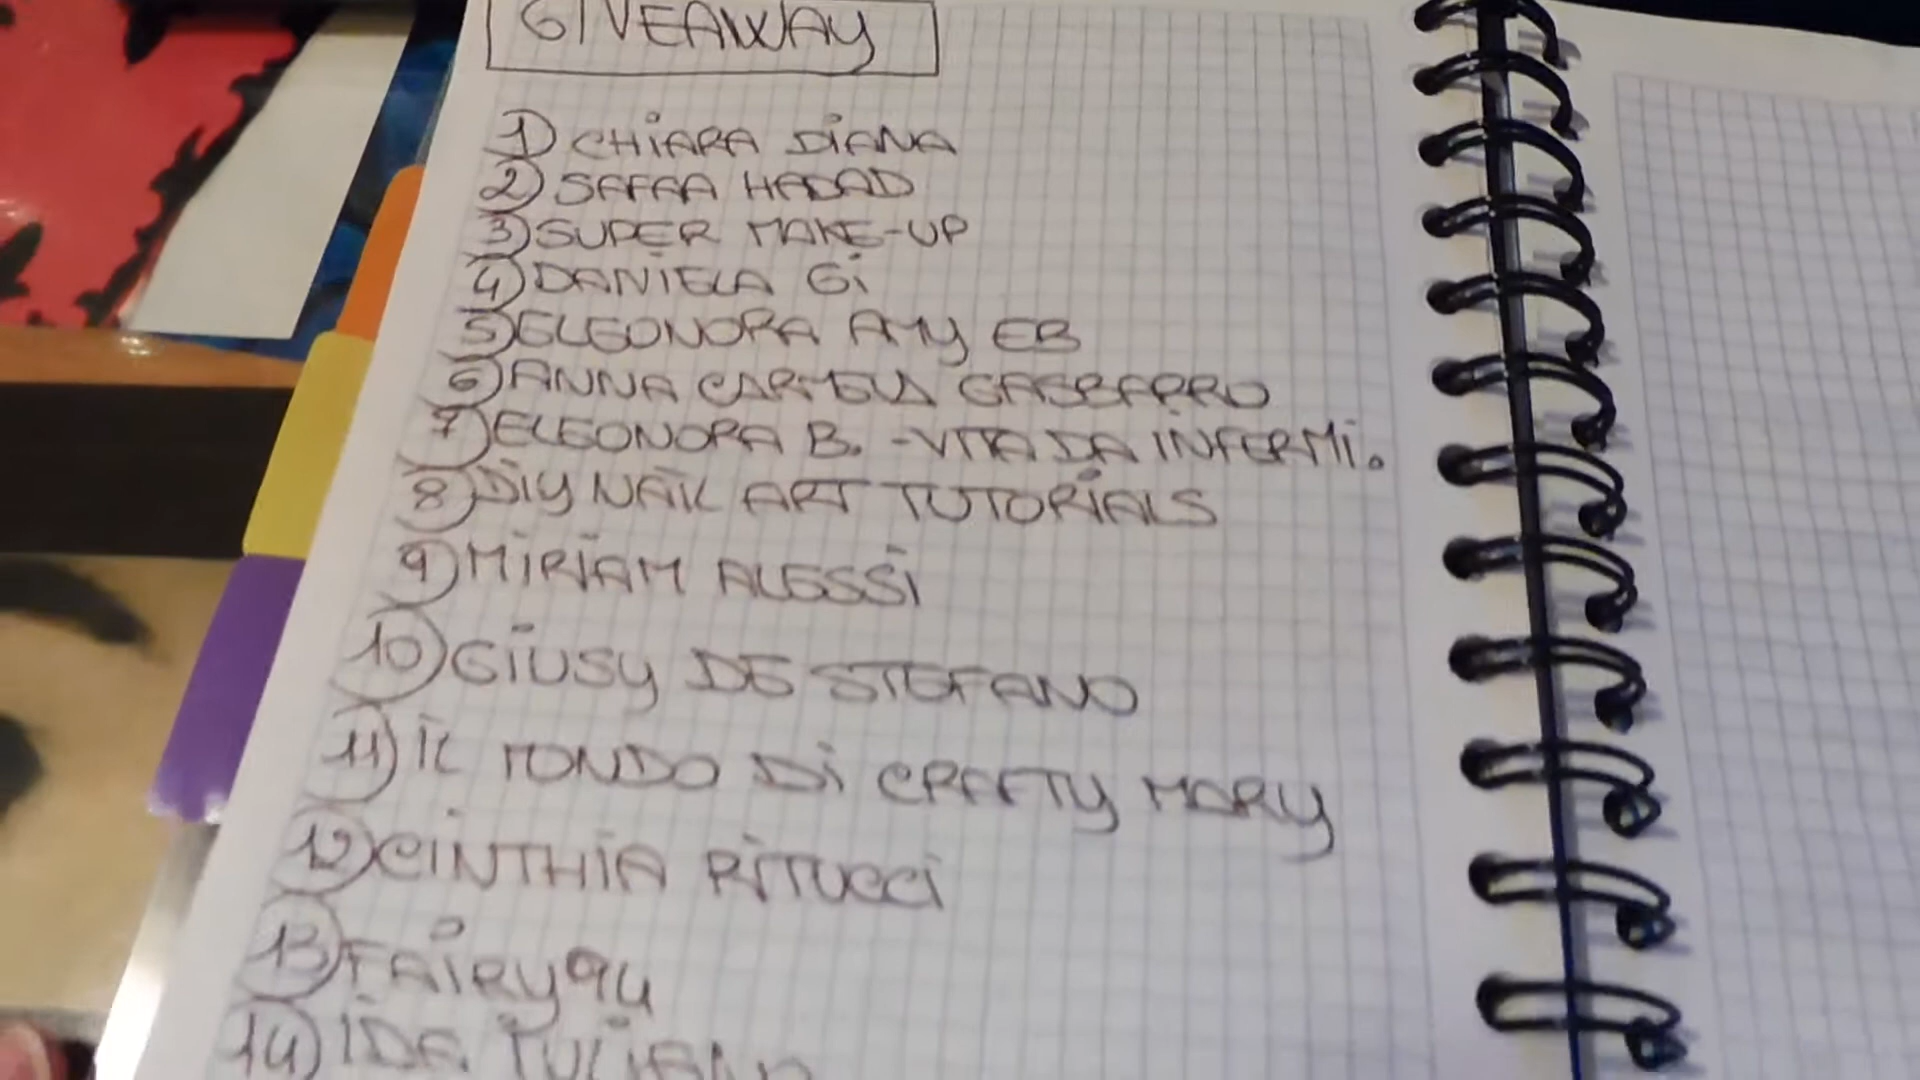 GIVEAWAY
1) CHIARA DIANA
2) SAFAA HADAD
3) SUPER MAKE-UP
4) DANIELA GI
5) ELEONORA AMY EB
6) ANNA CARMELA GASBARRO
7) ELEONORA B. - VITA DA INFERMI.
8) DIY NAIL ART TUTORIALS
9) MIRIAM ALESSI
10) GIUSY DE STEFANO
11) IL MONDO DI CRAFTY MARY
12) CINTHIA RITUCCI
13) FAIRY94
14) IDA